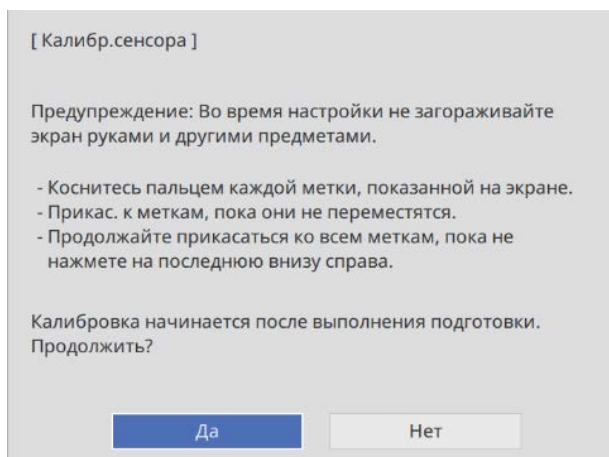 [ Калибр.сенсора ]
Предупреждение: Во время настройки не загораживайте
экран руками и другими предметами.
- Коснитесь пальцем каждой метки, показанной на экране.
- Прикас. к меткам, пока они не переместятся.
- Продолжайте прикасаться ко всем меткам, пока не
нажмете на последнюю внизу справа.
Калибровка начинается после выполнения подготовки.
Продолжить?
Да
Нет